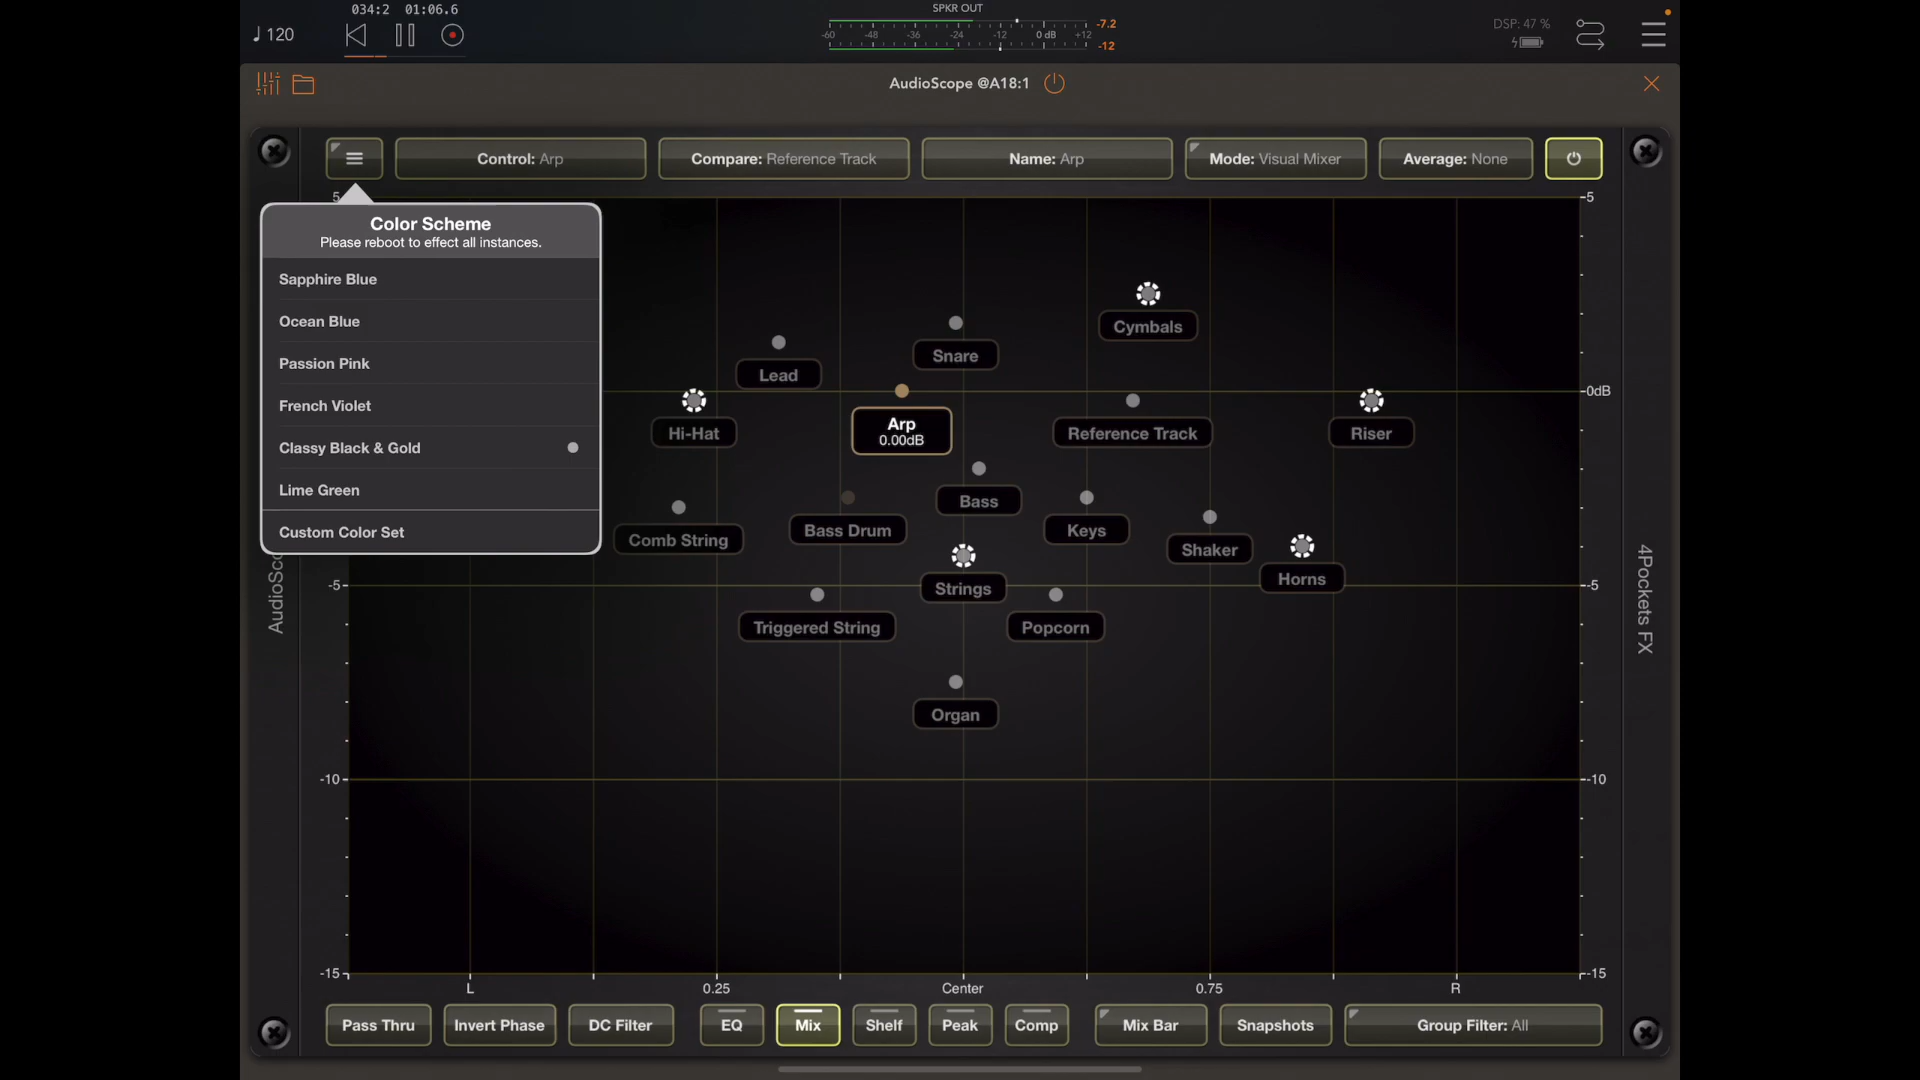 034:2 01:06.6
♩120
SPKR OUT
-60 -48 -36 -24 -12 0 dB +12
-7.2
-12
DSP: 47 %
AudioScope @A18:1
Control: Arp
Compare: Reference Track
Name: Arp
Mode: Visual Mixer
Average: None
Color Scheme
Please reboot to effect all instances.
Sapphire Blue
Ocean Blue
Passion Pink
French Violet
Classy Black & Gold
Lime Green
Custom Color Set
AudioSco
4Pockets FX
5
-5
-10
-15
-5
-0dB
-5
-10
-15
Cymbals
Snare
Lead
Arp
0.00dB
Hi-Hat
Reference Track
Riser
Bass
Bass Drum
Keys
Comb String
Shaker
Horns
Strings
Triggered String
Popcorn
Organ
L 0.25 Center 0.75 R
Pass Thru
Invert Phase
DC Filter
EQ
Mix
Shelf
Peak
Comp
Mix Bar
Snapshots
Group Filter: All